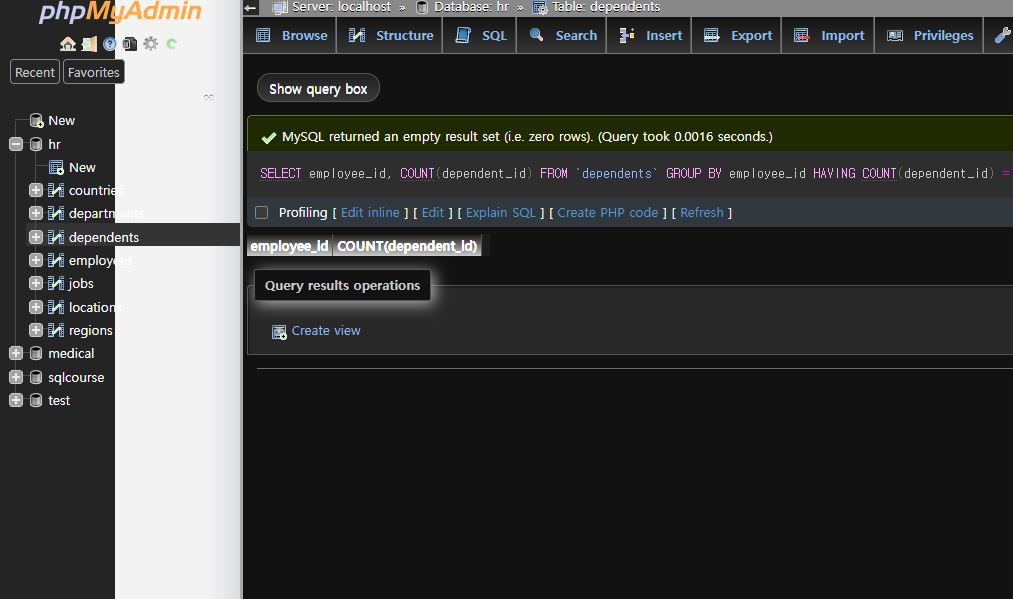 phpMyAdmin
Server: localhost » Database: hr » Table: dependents
Browse Structure SQL Search Insert Export Import Privileges
Recent Favorites
Show query box
New
hr
New
countries
departments
dependents
employees
jobs
locations
regions
medical
sqlcourse
test
MySQL returned an empty result set (i.e. zero rows). (Query took 0.0016 seconds.)
SELECT employee_id, COUNT(dependent_id) FROM `dependents` GROUP BY employee_id HAVING COUNT(dependent_id) =
Profiling [ Edit inline ] [ Edit ] [ Explain SQL ] [ Create PHP code ] [ Refresh ]
employee_id COUNT(dependent_id)
Query results operations
Create view